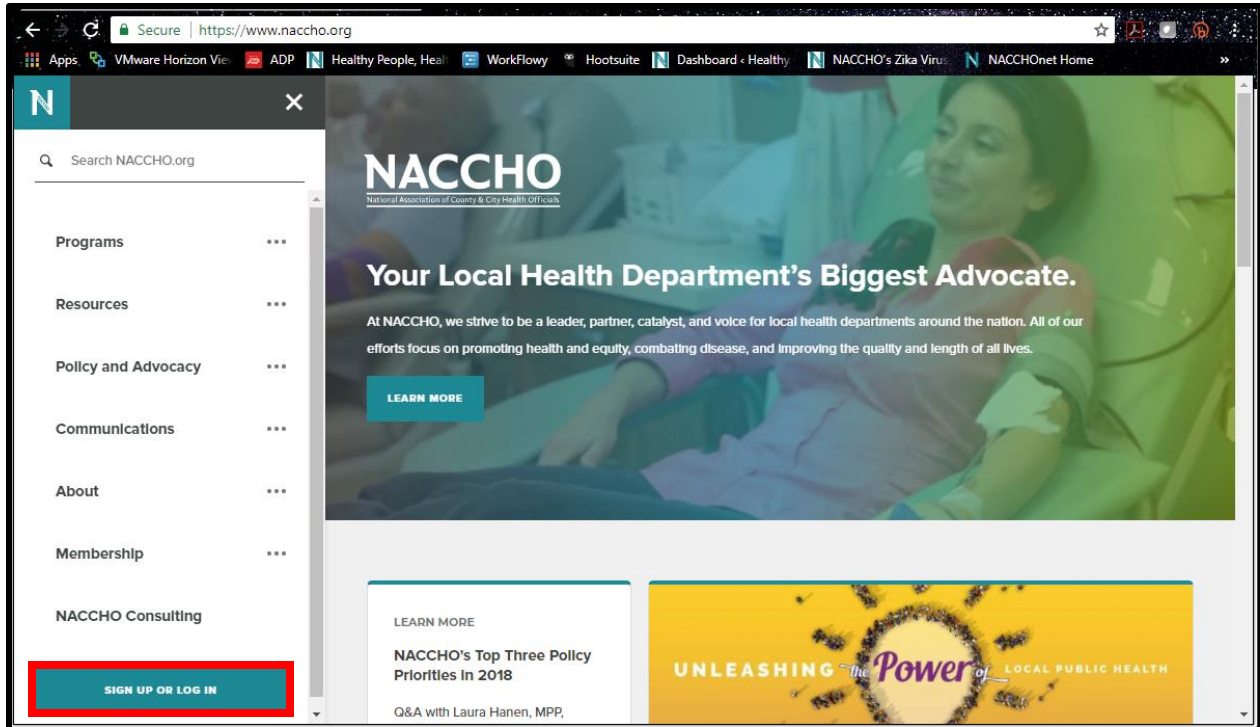 Secure | https://www.naccho.org
Apps VMware Horizon View ADP Healthy People, Heal WorkFlowy Hootsuite Dashboard ‹ Healthy NACCHO's Zika Virus NACCHOnet Home »
N
Search NACCHO.org
Programs
Resources
Policy and Advocacy
Communications
About
Membership
NACCHO Consulting
SIGN UP OR LOG IN
NACCHO
National Association of County & City Health Officials
Your Local Health Department's Biggest Advocate.
At NACCHO, we strive to be a leader, partner, catalyst, and voice for local health departments around the nation. All of our
efforts focus on promoting health and equity, combating disease, and improving the quality and length of all lives.
LEARN MORE
LEARN MORE
NACCHO's Top Three Policy
Priorities in 2018
Q&A with Laura Hanen, MPP,
UNLEASHING the Power of LOCAL PUBLIC HEALTH